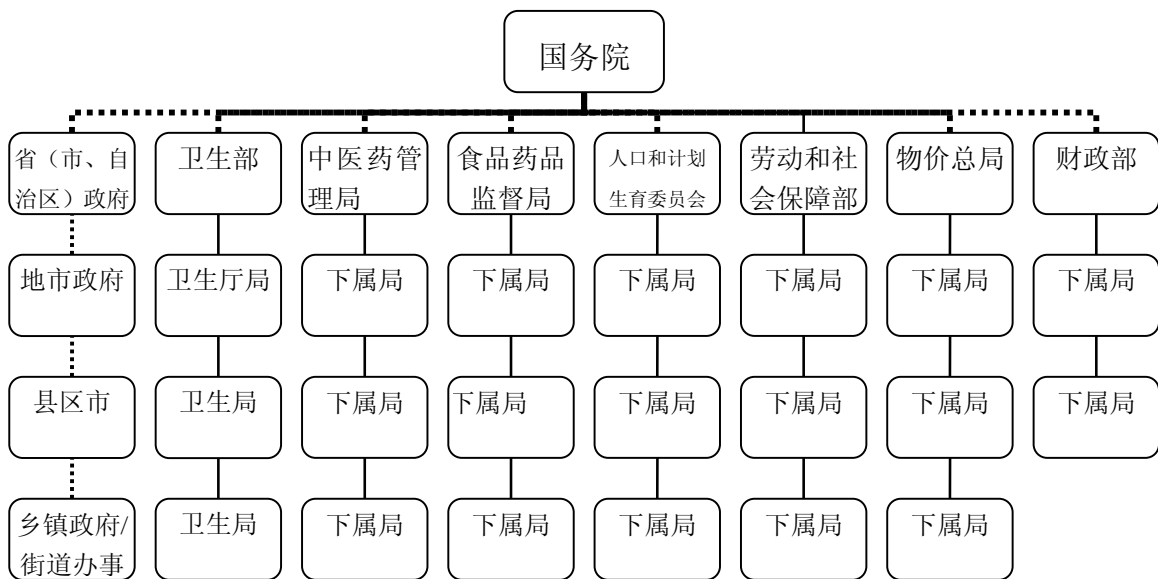 国务院
省（市、自
治区）政府
卫生部
中医药管
理局
食品药品
监督局
人口和计划
生育委员会
劳动和社
会保障部
物价总局
财政部
地市政府
卫生厅局
下属局
下属局
下属局
下属局
下属局
下属局
县区市
卫生局
下属局
下属局
下属局
下属局
下属局
下属局
乡镇政府/
街道办事
卫生局
下属局
下属局
下属局
下属局
下属局